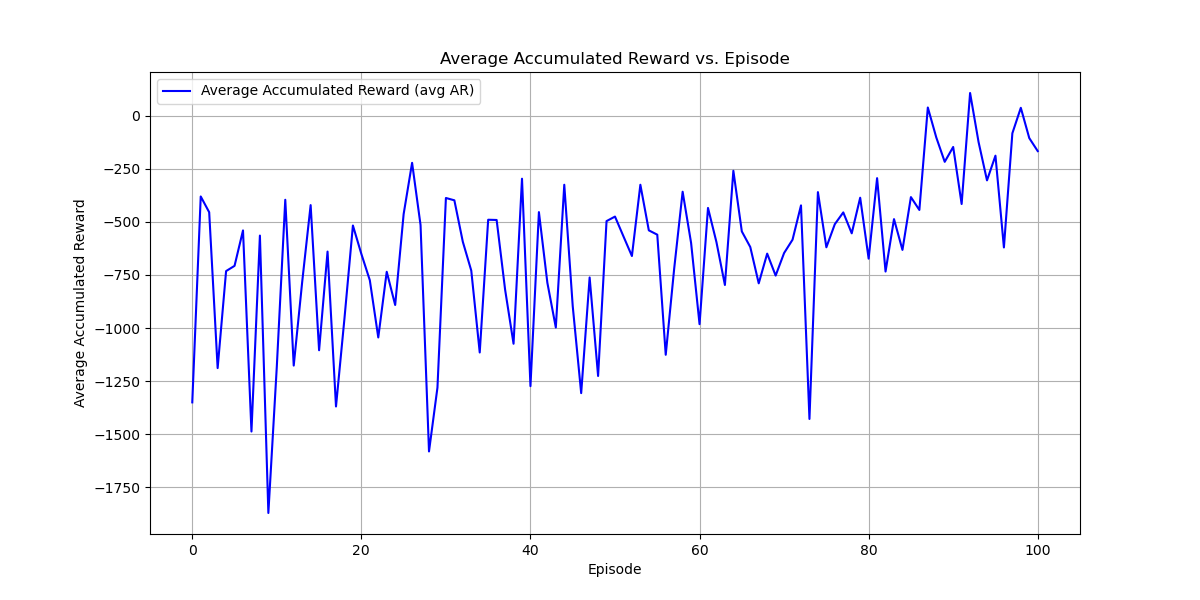 Average Accumulated Reward vs. Episode
Average Accumulated Reward (avg AR)
Average Accumulated Reward
0
−250
−500
−750
−1000
−1250
−1500
−1750
0 20 40 60 80 100
Episode